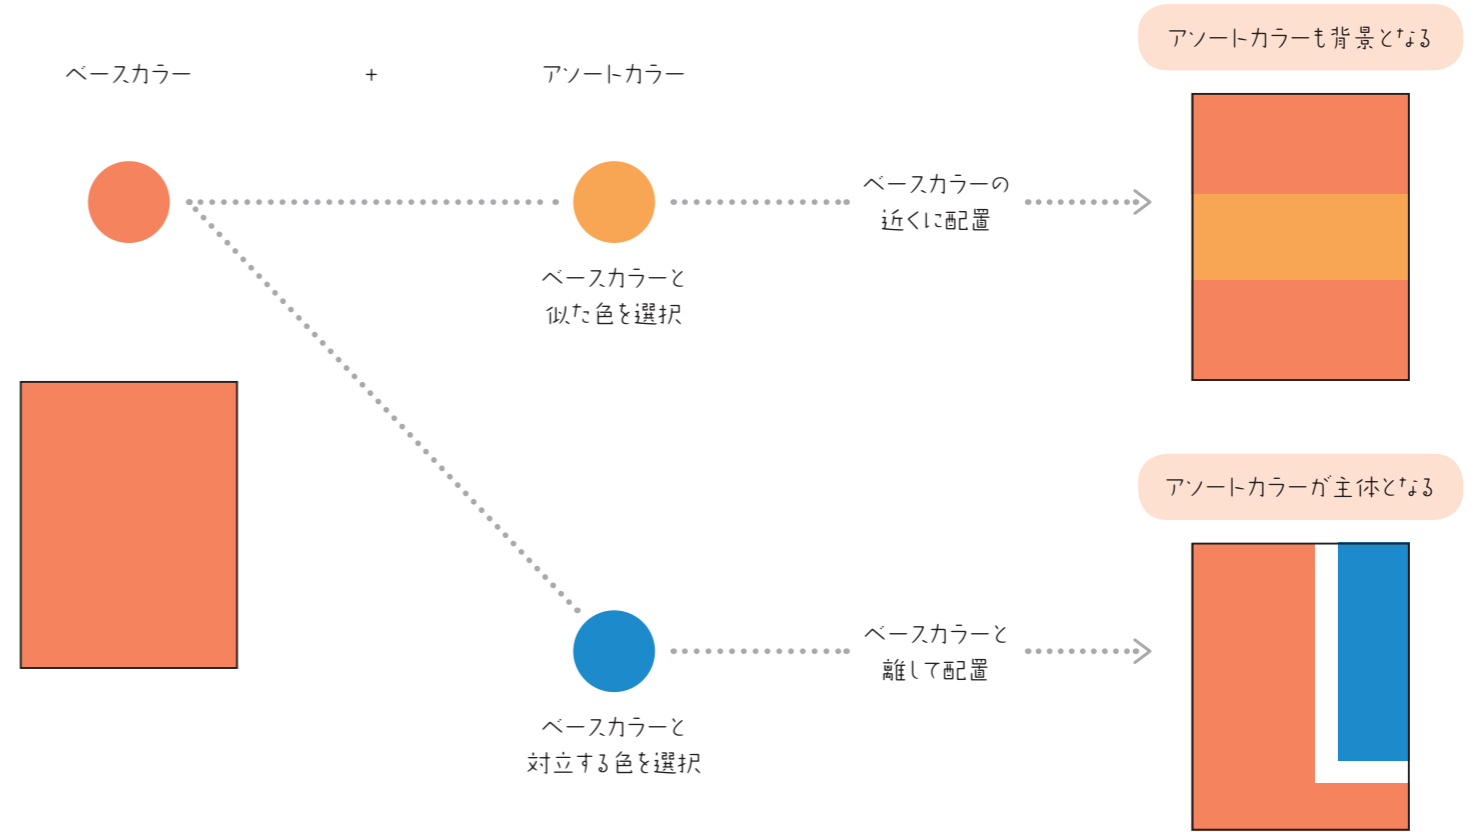 アソートカラーも背景となる
ベースカラー + アソートカラー
ベースカラーの
近くに配置
ベースカラーと
似た色を選択
アソートカラーが主体となる
ベースカラーと
離して配置
ベースカラーと
対立する色を選択